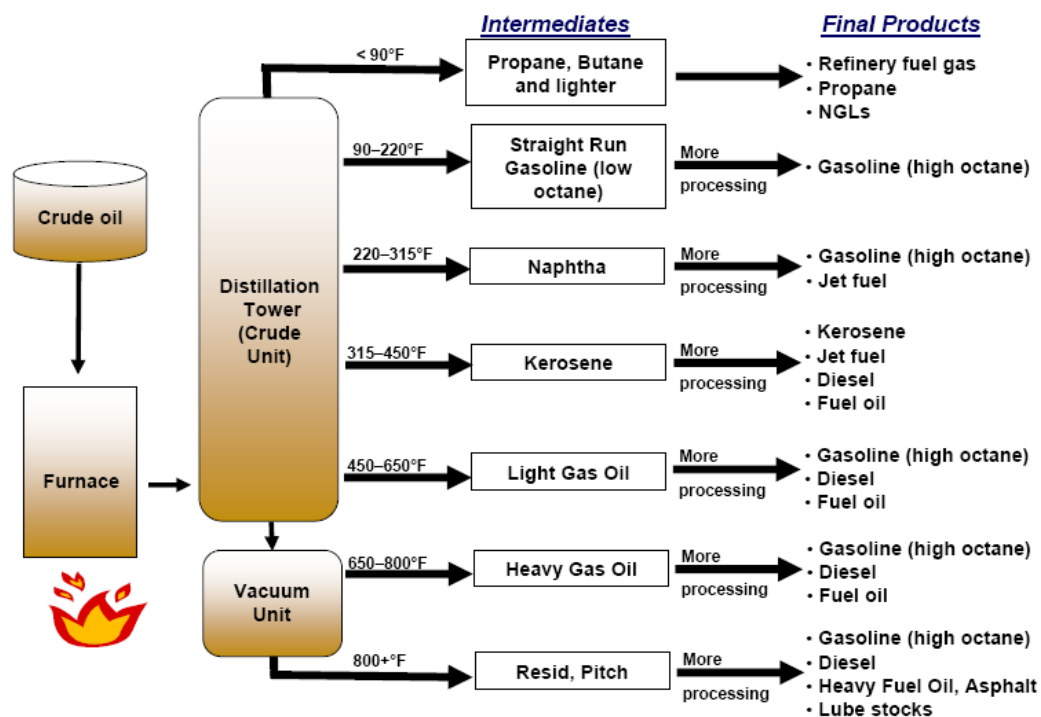 Intermediates
Final Products
< 90°F
Propane, Butane
and lighter
• Refinery fuel gas
• Propane
• NGLs
90–220°F
Straight Run
Gasoline (low
octane)
More
processing
• Gasoline (high octane)
Crude oil
220–315°F
Naphtha
More
processing
• Gasoline (high octane)
• Jet fuel
Distillation
Tower
(Crude
Unit)
315–450°F
Kerosene
More
processing
• Kerosene
• Jet fuel
• Diesel
• Fuel oil
Furnace
450–650°F
Light Gas Oil
More
processing
• Gasoline (high octane)
• Diesel
• Fuel oil
Vacuum
Unit
650–800°F
Heavy Gas Oil
More
processing
• Gasoline (high octane)
• Diesel
• Fuel oil
800+°F
Resid, Pitch
More
processing
• Gasoline (high octane)
• Diesel
• Heavy Fuel Oil, Asphalt
• Lube stocks